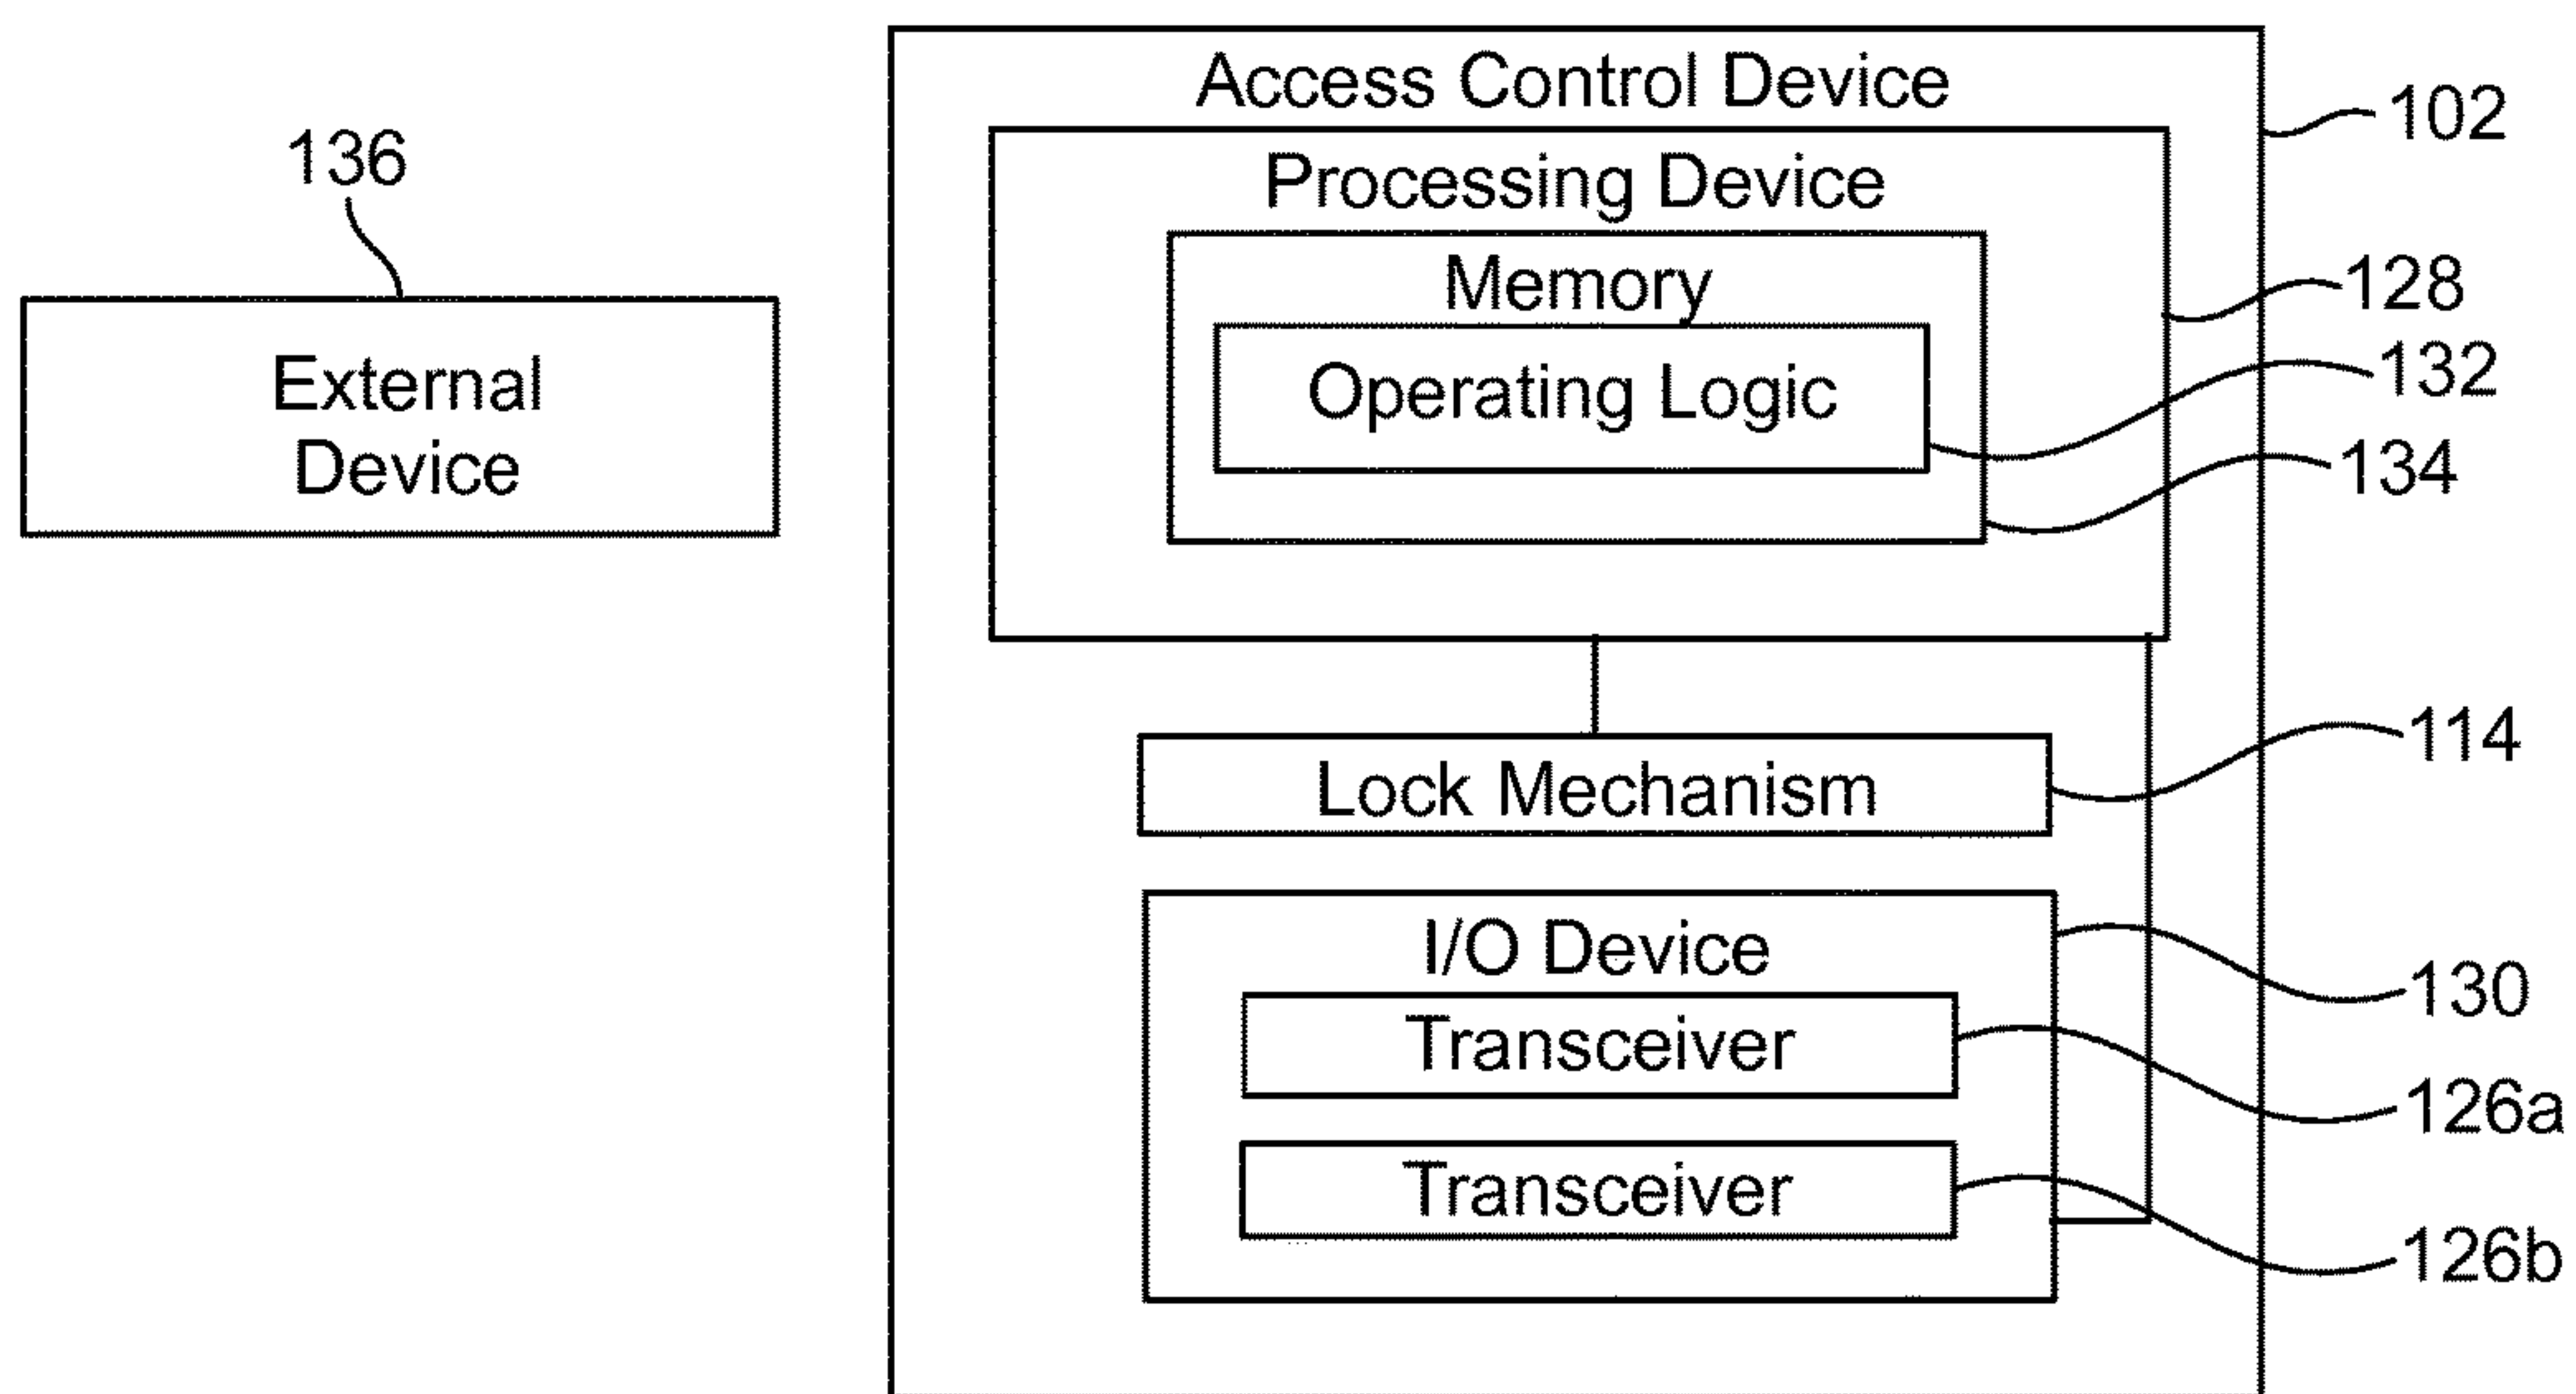 Access Control Device
102
136
Processing Device
128
Memory
External
Device
Operating Logic
132
134
114
Lock Mechanism
I/O Device
130
Transceiver
126a
Transceiver
126b